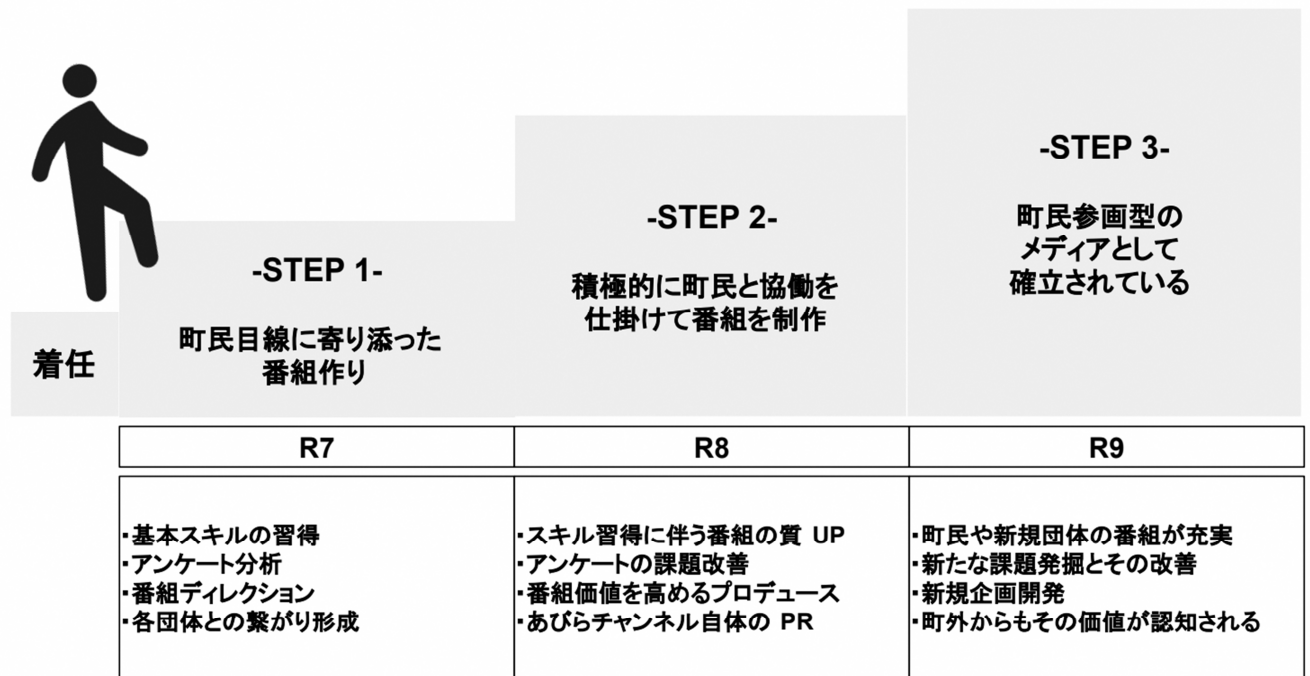 着任
-STEP 1-
町民目線に寄り添った
番組作り
-STEP 2-
積極的に町民と協働を
仕掛けて番組を制作
-STEP 3-
町民参画型の
メディアとして
確立されている
R7
R8
R9
・基本スキルの習得
・アンケート分析
・番組ディレクション
・各団体との繋がり形成
・スキル習得に伴う番組の質 UP
・アンケートの課題改善
・番組価値を高めるプロデュース
・あびらチャンネル自体の PR
・町民や新規団体の番組が充実
・新たな課題発掘とその改善
・新規企画開発
・町外からもその価値が認知される